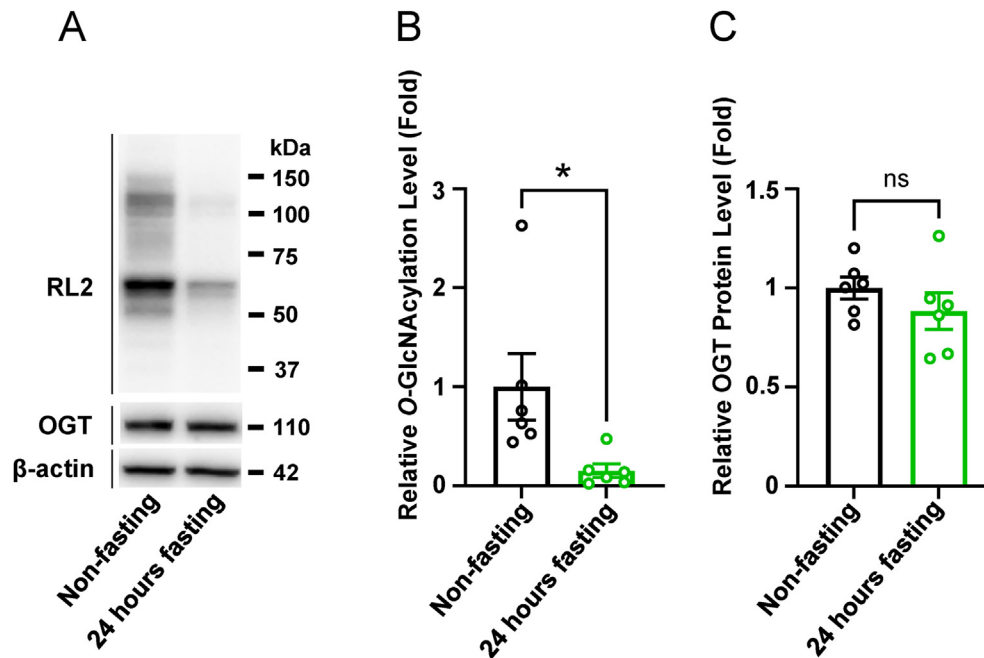 A
kDa
150
100
75
RL2
50
37
OGT
110
β-actin
42
Non-fasting
24 hours fasting
B
Relative O-GlcNAcylation Level (Fold)
3
2
1
0
*
Non-fasting
24 hours fasting
C
Relative OGT Protein Level (Fold)
1.5
1
0.5
0
ns
Non-fasting
24 hours fasting